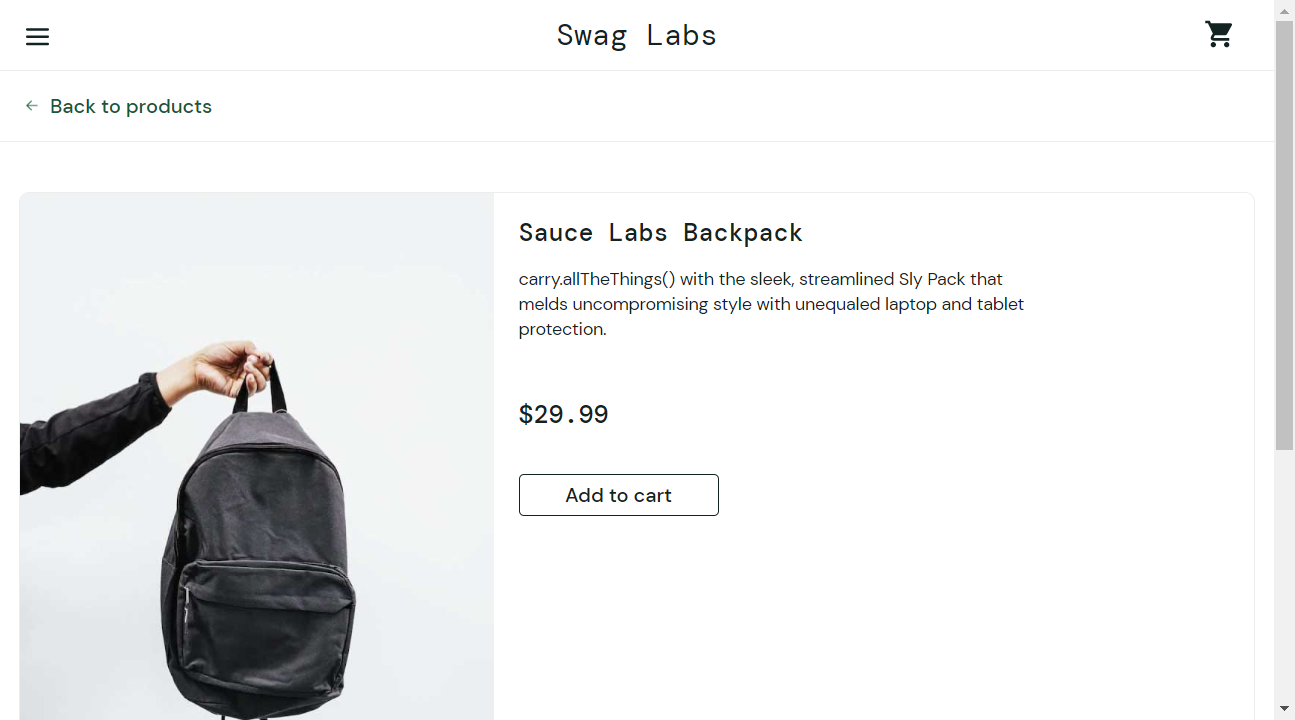 Swag Labs
Back to products
Sauce Labs Backpack
carry.allTheThings() with the sleek, streamlined Sly Pack that
melds uncompromising style with unequaled laptop and tablet
protection.
$29.99
Add to cart